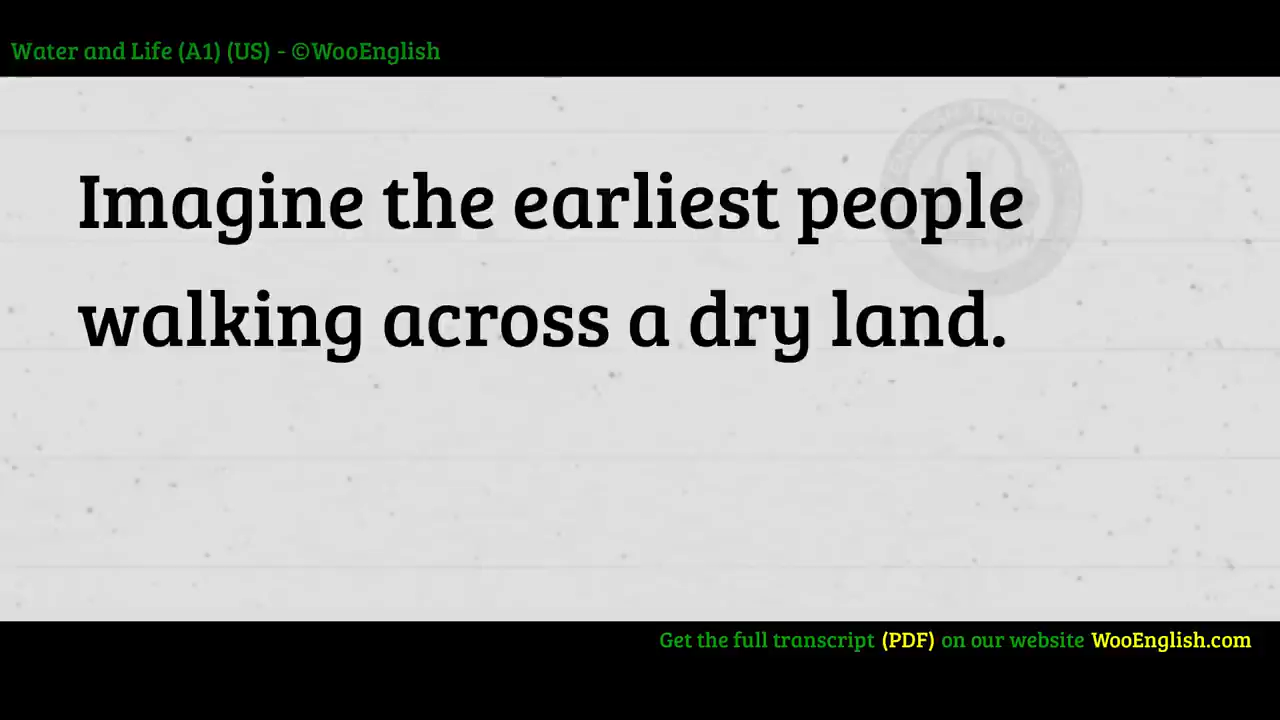 Water and Life (A1) (US) - ©WooEnglish
Imagine the earliest people
walking across a dry land.
Get the full transcript (PDF) on our website WooEnglish.com